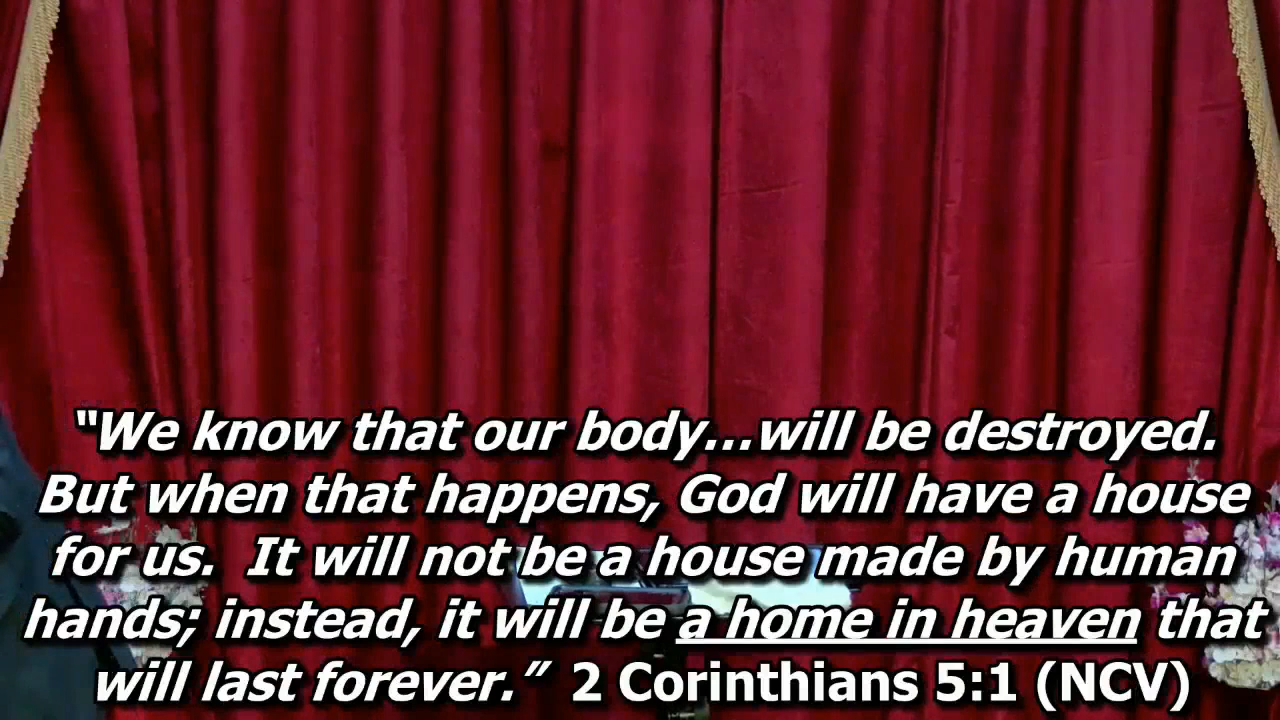 “We know that our body...will be destroyed.
But when that happens, God will have a house
for us.  It will not be a house made by human
hands; instead, it will be a home in heaven that
will last forever.”  2 Corinthians 5:1 (NCV)